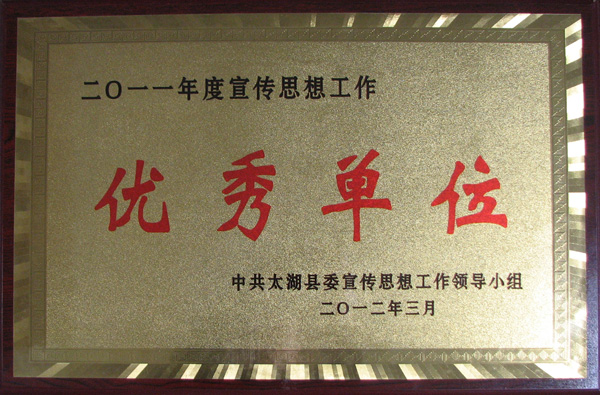 二〇一一年度宣传思想工作
优秀单位
中共太湖县委宣传思想工作领导小组
二〇一二年三月